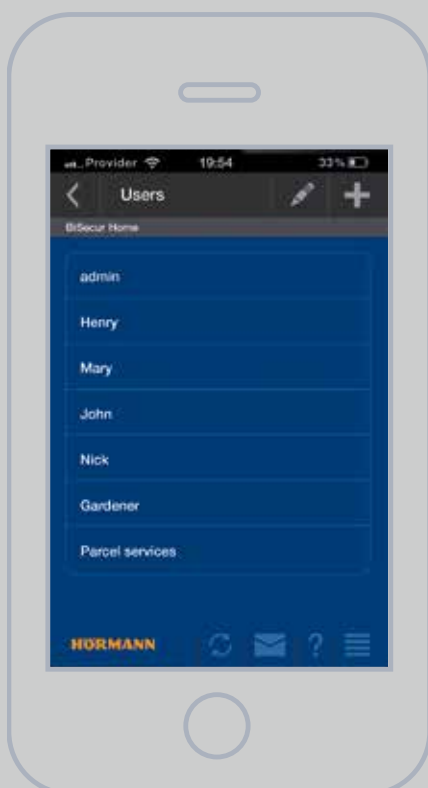 Provider 19:54 33%
Users
BiSecur Home
admin
Henry
Mary
John
Nick
Gardener
Parcel services
HÖRMANN ?